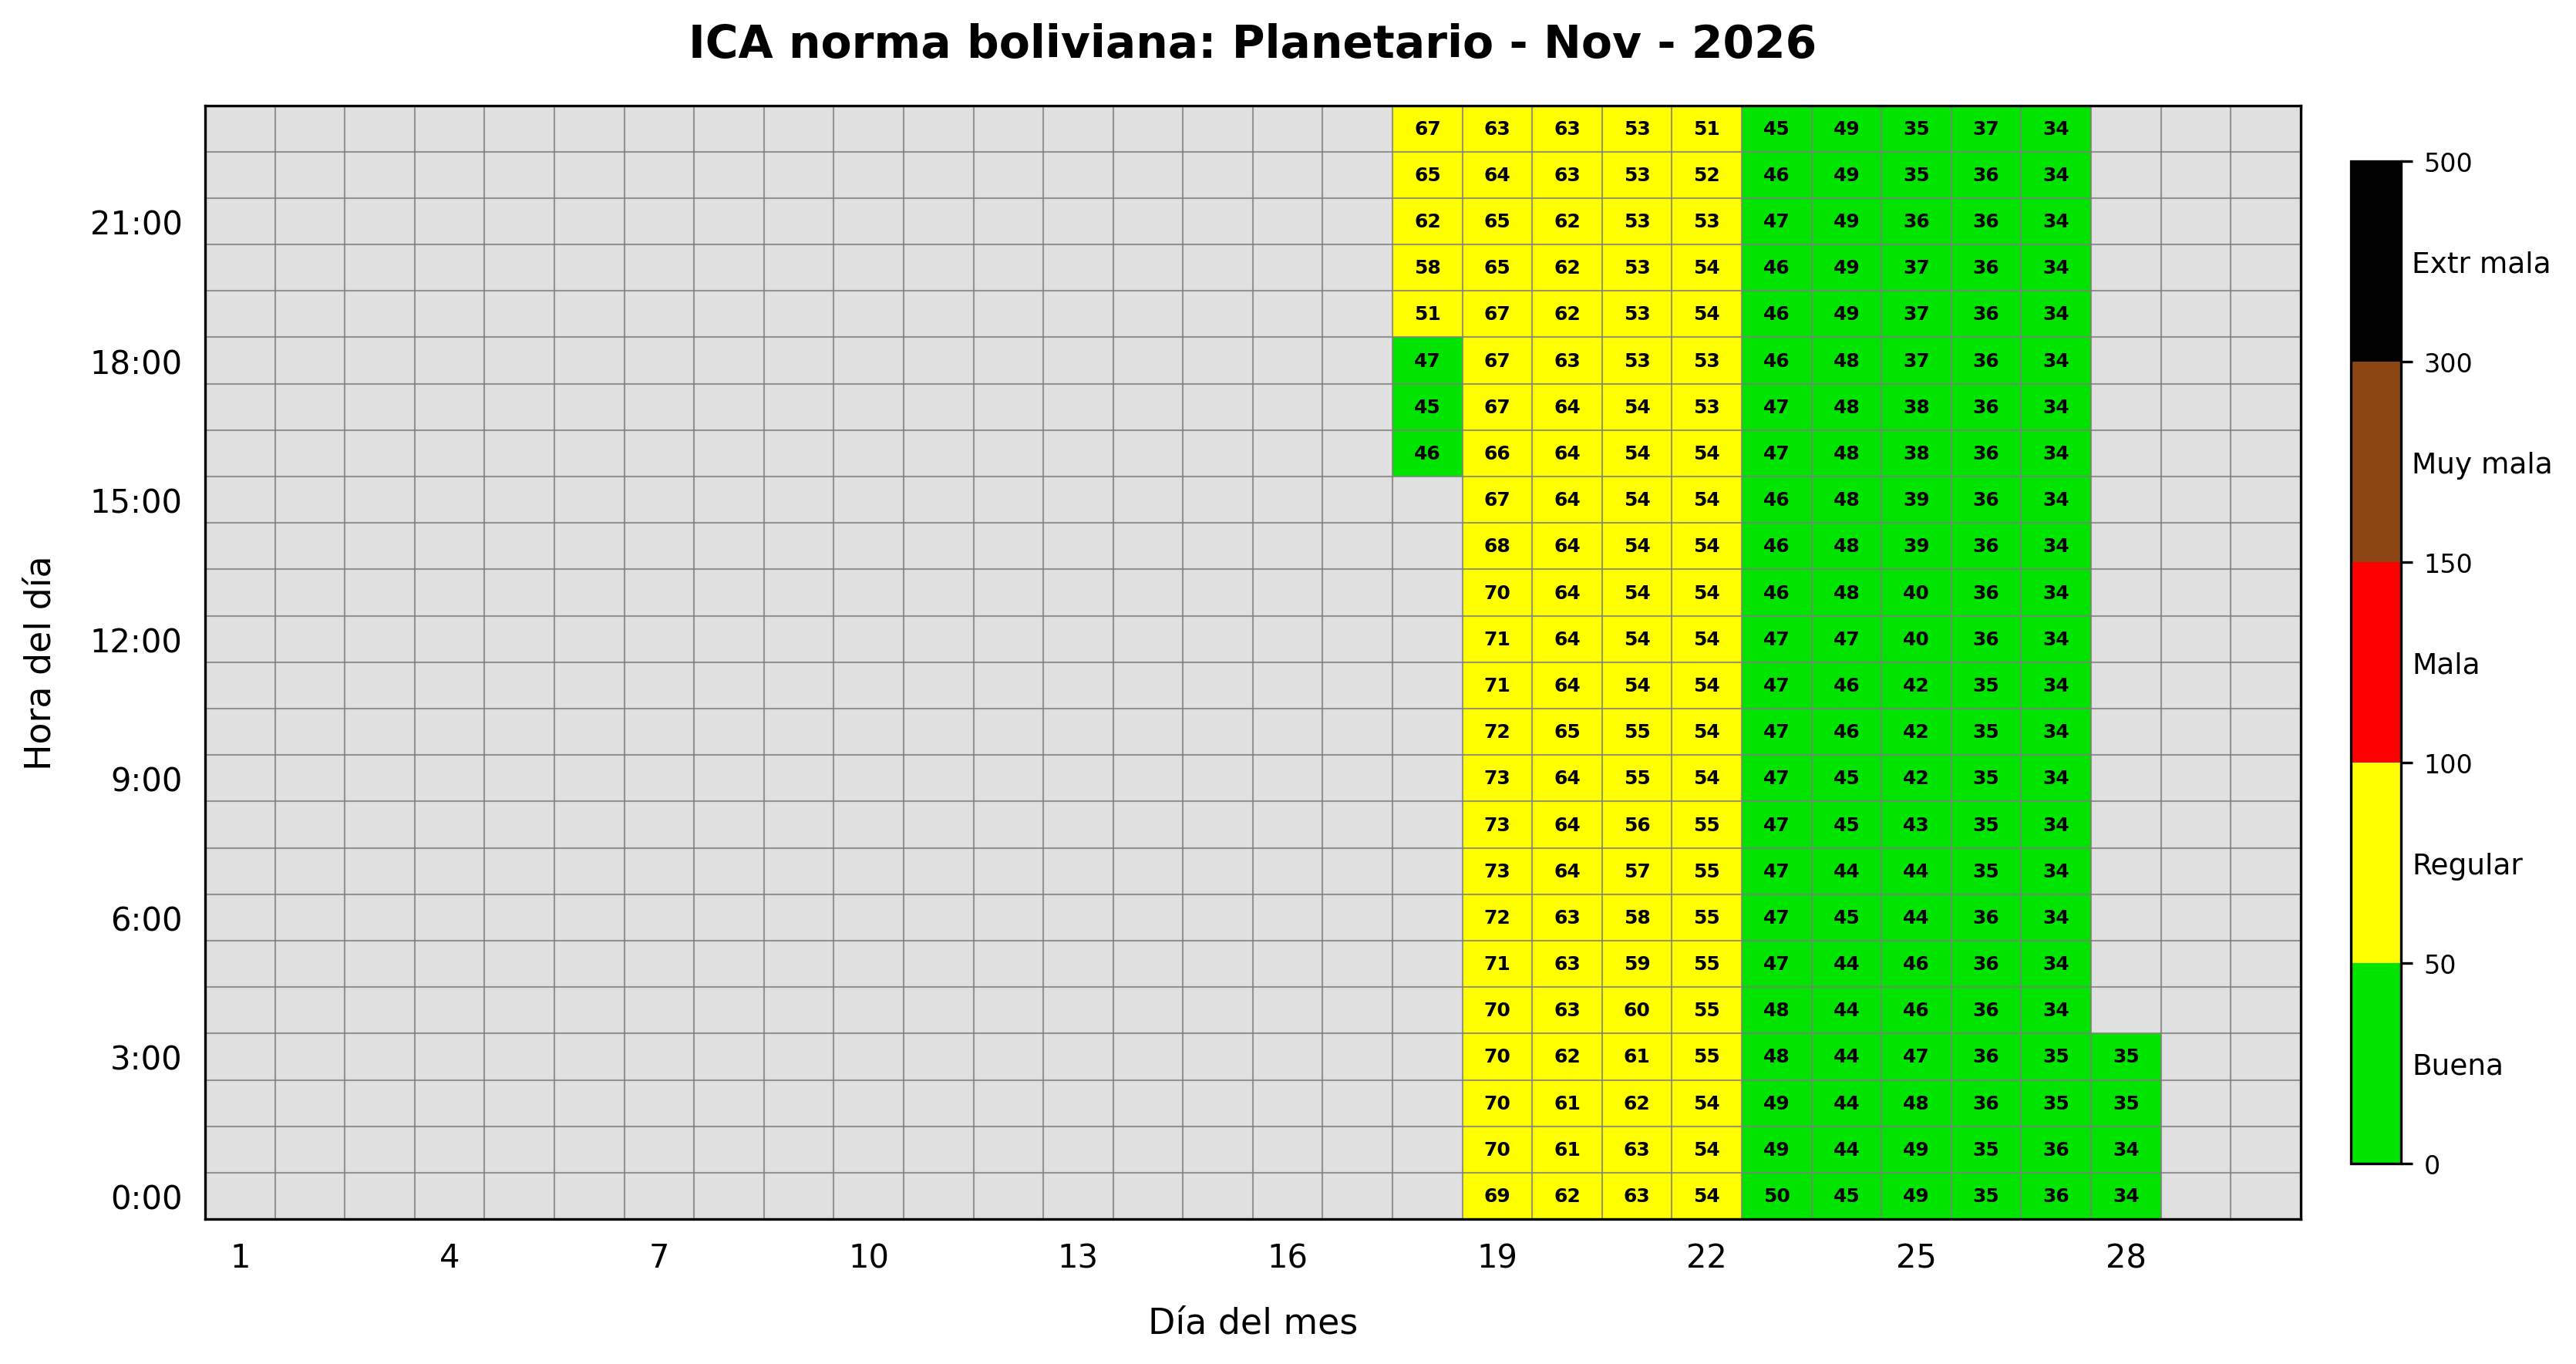 ICA norma boliviana: Planetario - Nov - 2026
67 63 63 53 51 45 49 35 37 34
65 64 63 53 52 46 49 35 36 34
21:00 62 65 62 53 53 47 49 36 36 34
58 65 62 53 54 46 49 37 36 34
51 67 62 53 54 46 49 37 36 34
18:00 47 67 63 53 53 46 48 37 36 34
45 67 64 54 53 47 48 38 36 34
46 66 64 54 54 47 48 38 36 34
15:00 67 64 54 54 46 48 39 36 34
68 64 54 54 46 48 39 36 34
70 64 54 54 46 48 40 36 34
12:00 71 64 54 54 47 47 40 36 34
71 64 54 54 47 46 42 35 34
72 65 55 54 47 46 42 35 34
9:00 73 64 55 54 47 45 42 35 34
73 64 56 55 47 45 43 35 34
73 64 57 55 47 44 44 35 34
6:00 72 63 58 55 47 45 44 36 34
71 63 59 55 47 44 46 36 34
70 63 60 55 48 44 46 36 34
3:00 70 62 61 55 48 44 47 36 35 35
70 61 62 54 49 44 48 36 35 35
70 61 63 54 49 44 49 35 36 34
0:00 69 62 63 54 50 45 49 35 36 34
1 4 7 10 13 16 19 22 25 28
Día del mes
Hora del día
500
Extr mala
300
Muy mala
150
Mala
100
Regular
50
Buena
0